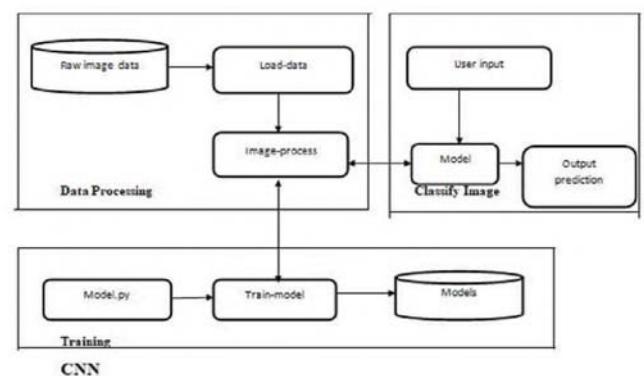 Raw image data
Load-data
Image-process
Data Processing
User input
Model
Output
prediction
Classify Image
Model.py
Train-model
Models
Training
CNN